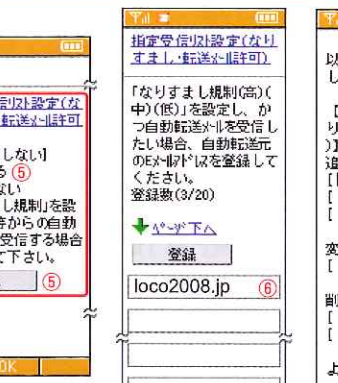 信リスト設定(な
転送メール許可
しない]
る⑤
ない
し規制」を設
等からの自動
受信する場合
て下さい。
⑤
OK
指定受信リスト設定(なり
すまし・転送メール許可)
「なりすまし規制(高)(
中)(低)」を設定し、か
つ自動転送メールを受信し
たい場合、自動転送元
のEメールアドレスを登録して
ください。
登録数(3/20)
ページ下へ
登録
loco2008.jp
⑥
以
し
[
り
)]
追
[
[
[
変
[
削
[
[
よ